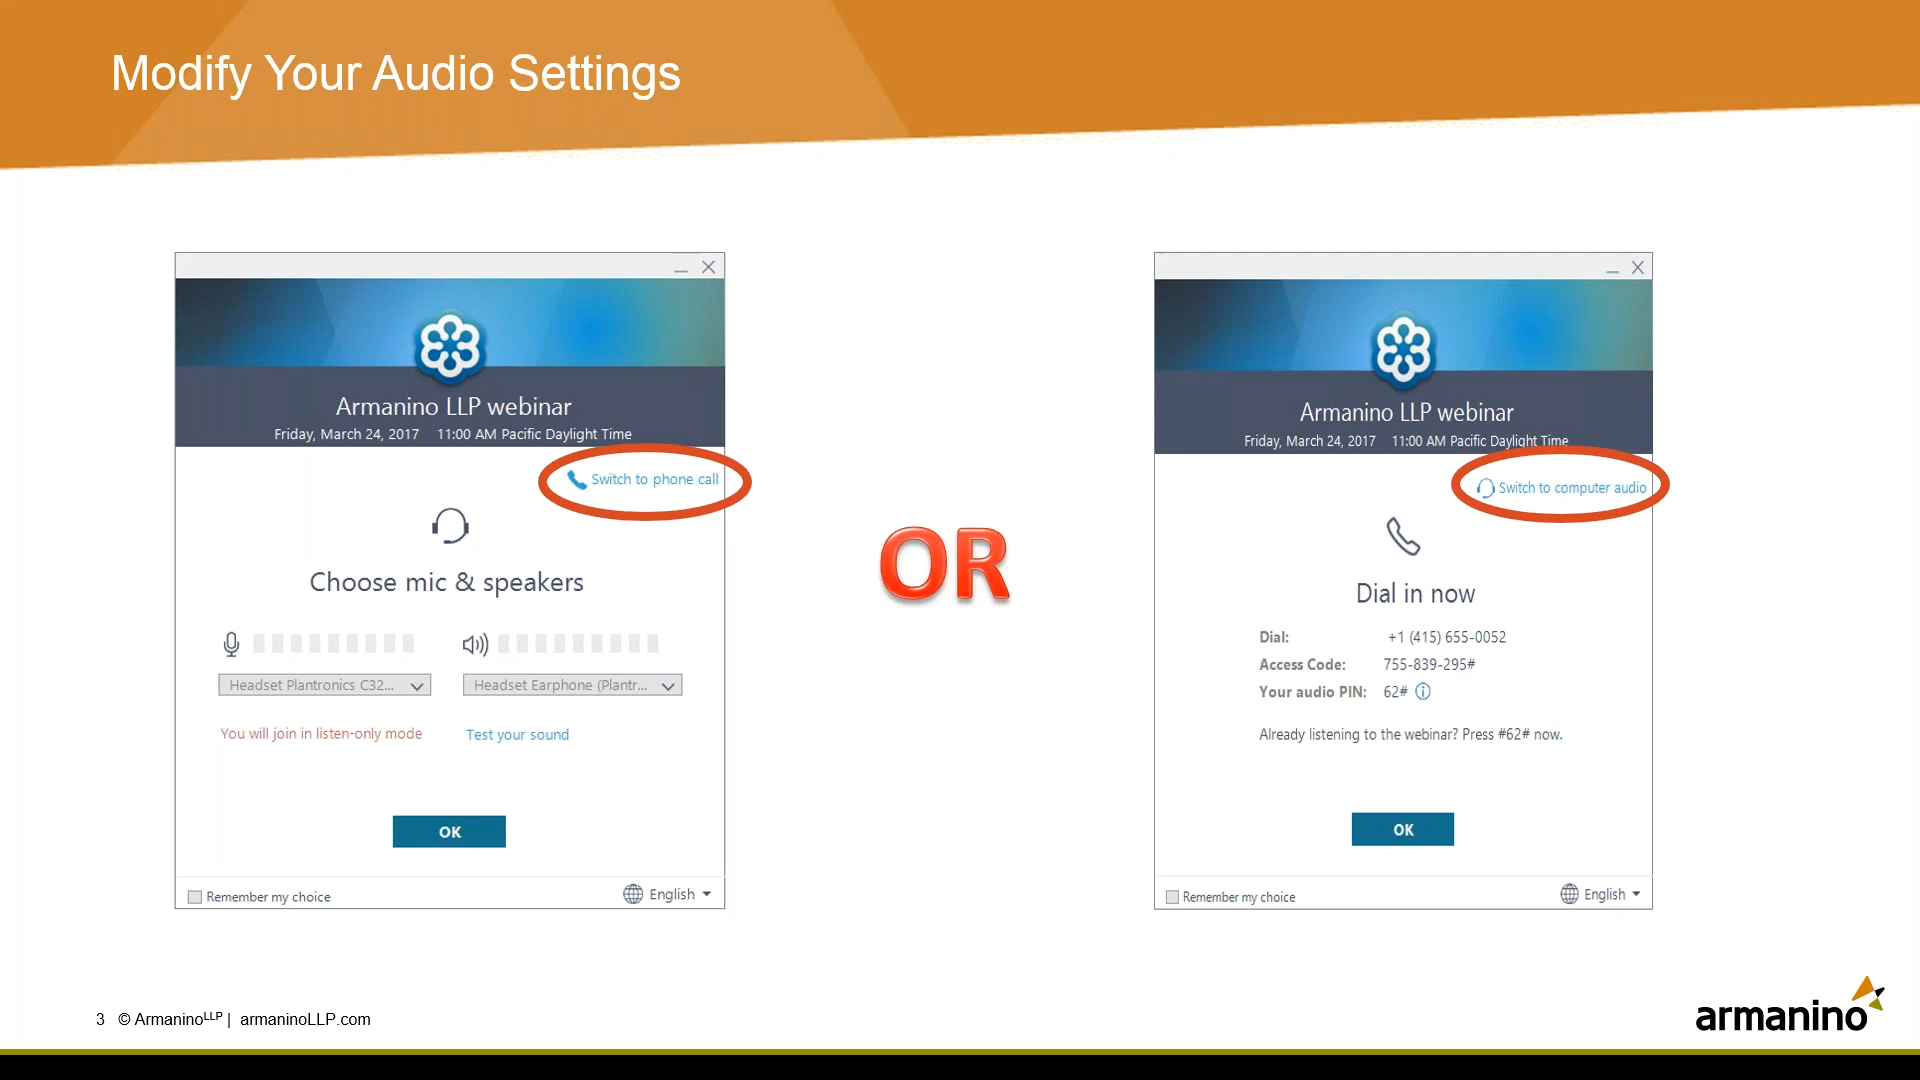 Modify Your Audio Settings
Armanino LLP webinar
Friday, March 24, 2017 11:00 AM Pacific Daylight Time
Switch to phone call
Choose mic & speakers
Headset Plantronics C32...
Headset Earphone (Plantr...
You will join in listen-only mode
Test your sound
OK
Remember my choice
English
OR
Armanino LLP webinar
Friday, March 24, 2017 11:00 AM Pacific Daylight Time
Switch to computer audio
Dial in now
Dial: +1 (415) 655-0052
Access Code: 755-839-295#
Your audio PIN: 62#
Already listening to the webinar? Press #62# now.
OK
Remember my choice
English
3 © ArmaninoLLP | armaninoLLP.com
armanino